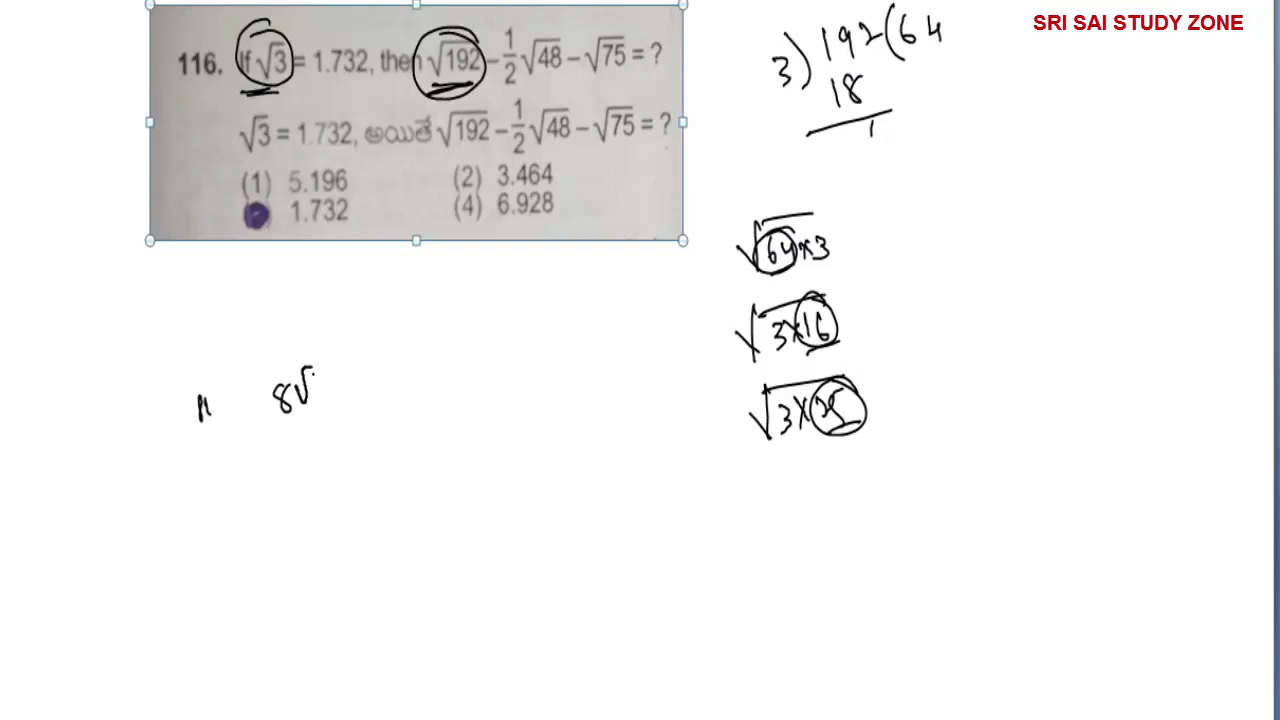 SRI SAI STUDY ZONE
116. If √3 = 1.732, then √192 − 1/2 √48 − √75 = ?
√3 = 1.732, అయితే √192 − 1/2 √48 − √75 = ?
(1) 5.196 (2) 3.464
1.732 (4) 6.928
3) 192 (64
18
1
√64×3
√3×16
√3×25
8√